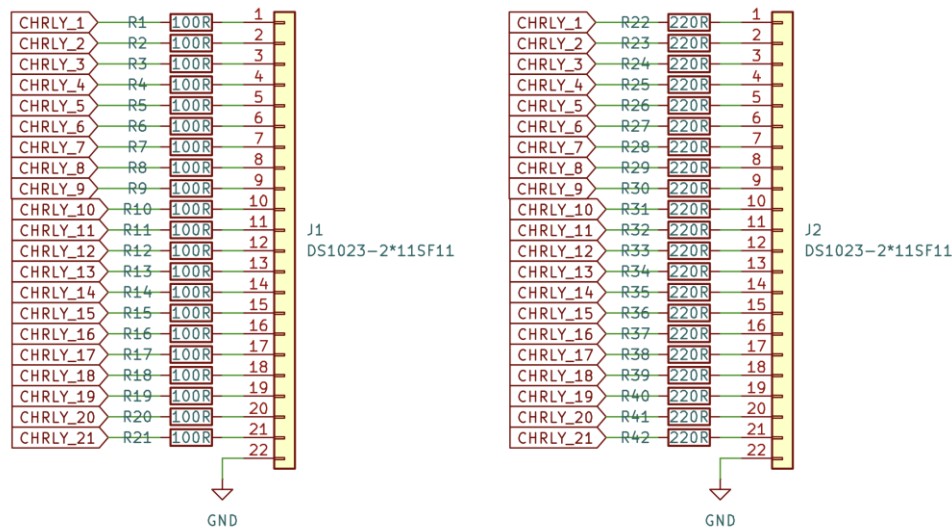 CHRLY_1 R1 100R 1
CHRLY_2 R2 100R 2
CHRLY_3 R3 100R 3
CHRLY_4 R4 100R 4
CHRLY_5 R5 100R 5
CHRLY_6 R6 100R 6
CHRLY_7 R7 100R 7
CHRLY_8 R8 100R 8
CHRLY_9 R9 100R 9
CHRLY_10 R10 100R 10
CHRLY_11 R11 100R 11
CHRLY_12 R12 100R 12
CHRLY_13 R13 100R 13
CHRLY_14 R14 100R 14
CHRLY_15 R15 100R 15
CHRLY_16 R16 100R 16
CHRLY_17 R17 100R 17
CHRLY_18 R18 100R 18
CHRLY_19 R19 100R 19
CHRLY_20 R20 100R 20
CHRLY_21 R21 100R 21
22
J1
DS1023-2*11SF11
GND
CHRLY_1 R22 220R 1
CHRLY_2 R23 220R 2
CHRLY_3 R24 220R 3
CHRLY_4 R25 220R 4
CHRLY_5 R26 220R 5
CHRLY_6 R27 220R 6
CHRLY_7 R28 220R 7
CHRLY_8 R29 220R 8
CHRLY_9 R30 220R 9
CHRLY_10 R31 220R 10
CHRLY_11 R32 220R 11
CHRLY_12 R33 220R 12
CHRLY_13 R34 220R 13
CHRLY_14 R35 220R 14
CHRLY_15 R36 220R 15
CHRLY_16 R37 220R 16
CHRLY_17 R38 220R 17
CHRLY_18 R39 220R 18
CHRLY_19 R40 220R 19
CHRLY_20 R41 220R 20
CHRLY_21 R42 220R 21
22
J2
DS1023-2*11SF11
GND